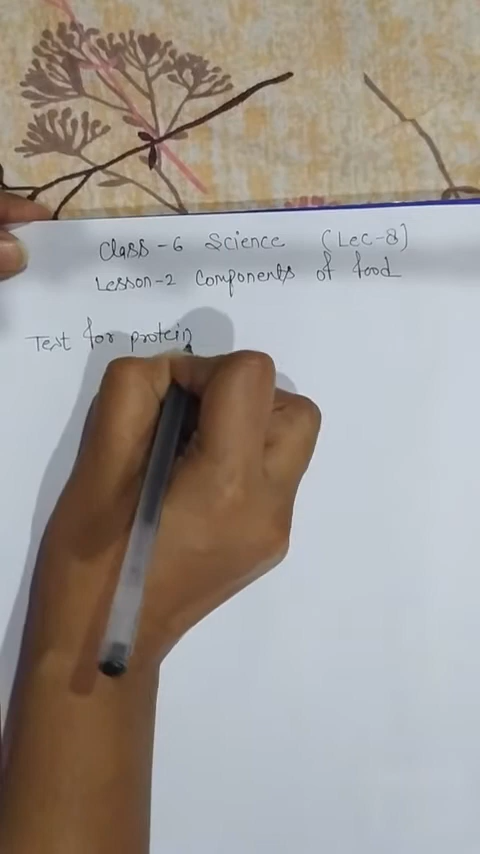 Class - 6 Science (Lec-8)
Lesson-2 Components of food
Test for protein